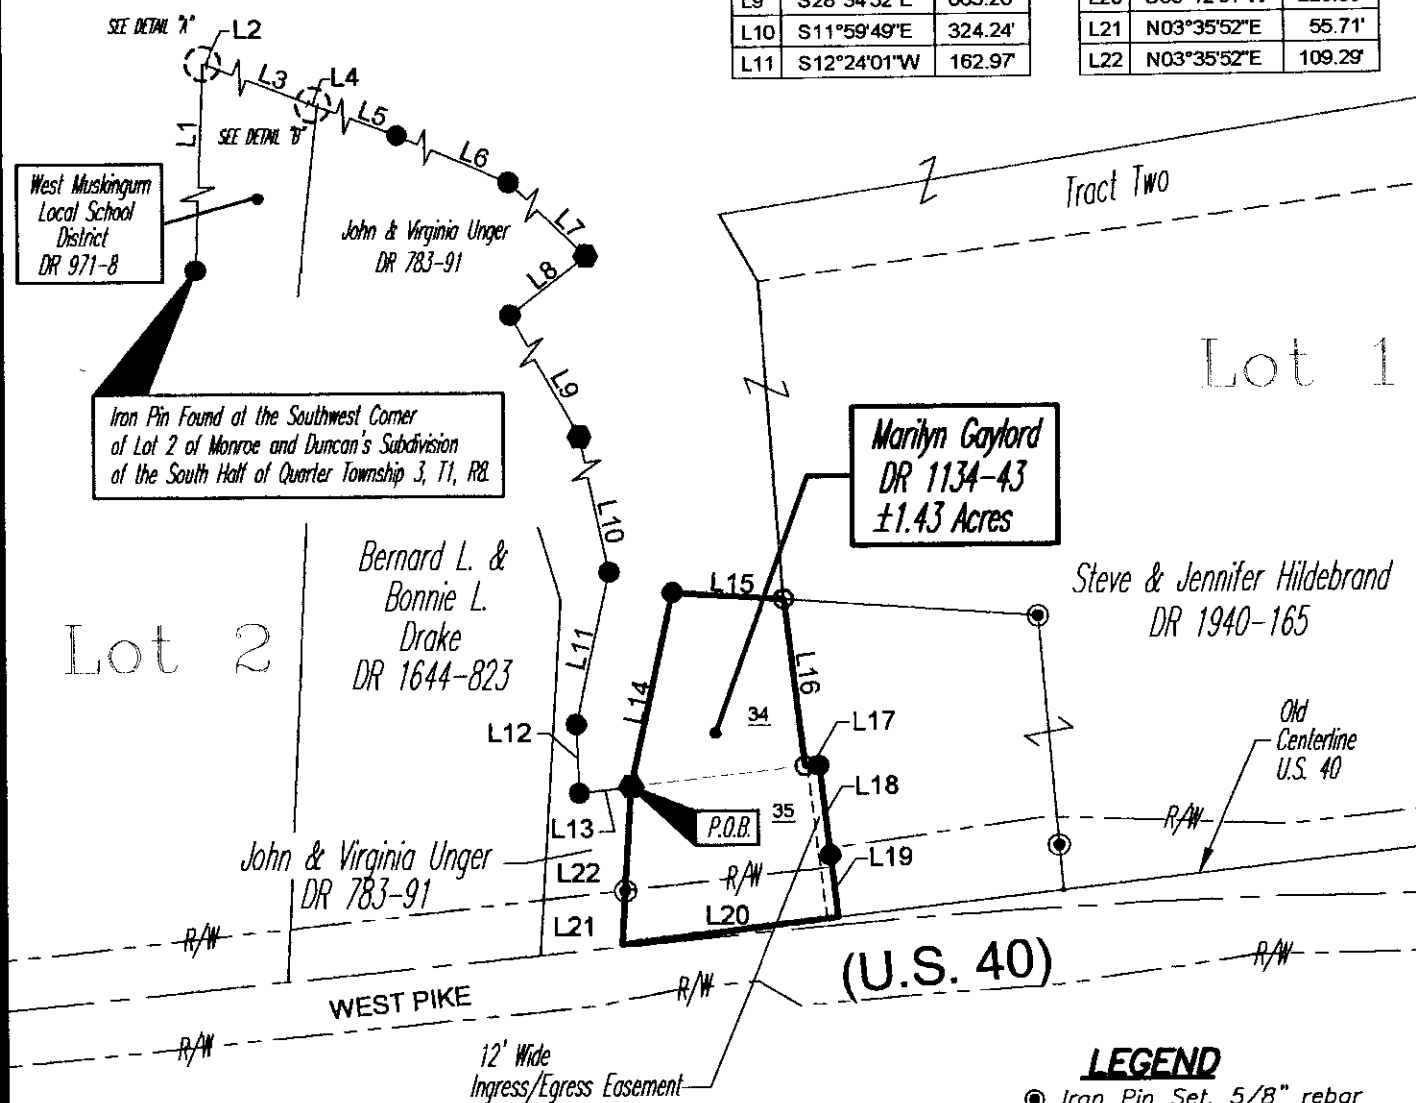 SEE DETAIL "A"
L2
L3
L4
L5
L1
SEE DETAIL "B"
L6
L7
L8
L9
L10
L11
L10 S11°59'49"E 324.24'
L11 S12°24'01"W 162.97'
L21 N03°35'52"E 55.71'
L22 N03°35'52"E 109.29'
West Muskingum
Local School
District
DR 971-8
John & Virginia Unger
DR 783-91
Tract Two
Lot 1
Iron Pin Found at the Southwest Corner
of Lot 2 of Monroe and Duncan's Subdivision
of the South Half of Quarter Township 3, T1, R8.
Marilyn Gaylord
DR 1134-43
±1.43 Acres
Bernard L. &
Bonnie L.
Drake
DR 1644-823
Lot 2
Steve & Jennifer Hildebrand
DR 1940-165
L15
L14
L16
L12
34
L17
L18
L13
35
P.O.B.
L19
Old
Centerline
U.S. 40
R/W
John & Virginia Unger
DR 783-91
L22
R/W
L21
L20
R/W
(U.S. 40)
R/W
WEST PIKE
R/W
R/W
12' Wide
Ingress/Egress Easement
LEGEND
Iron Pin Set, 5/8" rebar